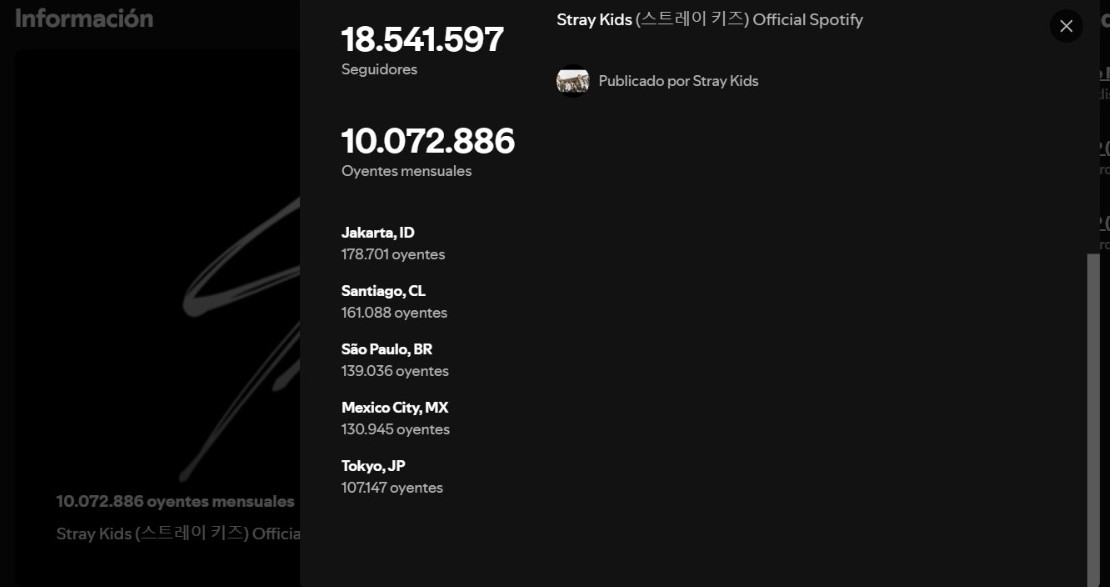 Información
18.541.597
Seguidores
10.072.886
Oyentes mensuales
Jakarta, ID
178.701 oyentes
Santiago, CL
161.088 oyentes
São Paulo, BR
139.036 oyentes
Mexico City, MX
130.945 oyentes
Tokyo, JP
107.147 oyentes
Stray Kids (스트레이 키즈) Official Spotify
Publicado por Stray Kids
10.072.886 oyentes mensuales
Stray Kids (스트레이 키즈) Officia